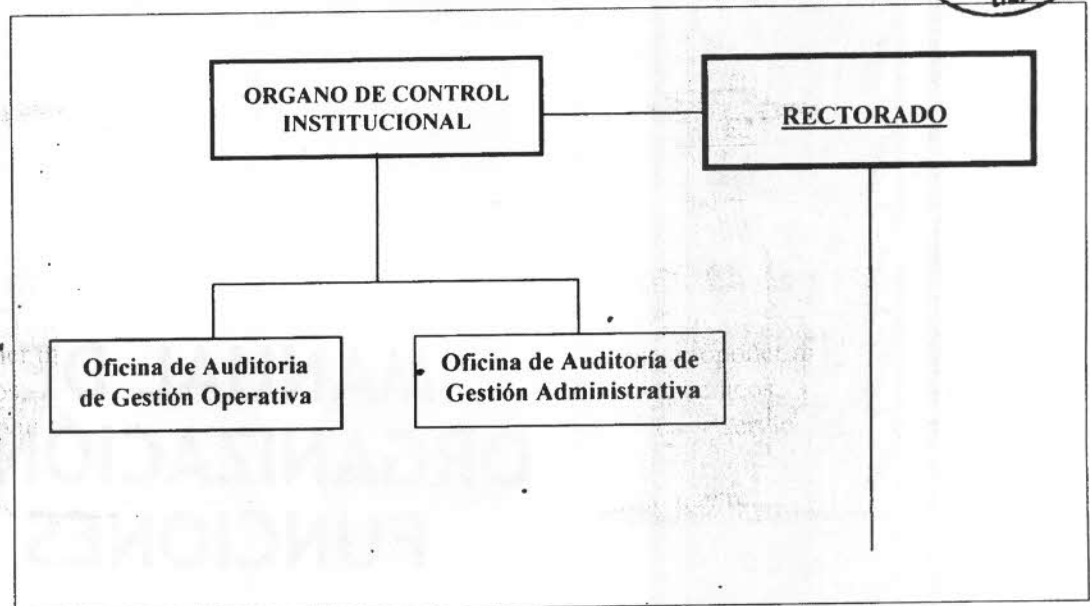 ORGANO DE CONTROL
INSTITUCIONAL
RECTORADO
Oficina de Auditoria
de Gestión Operativa
Oficina de Auditoría de
Gestión Administrativa